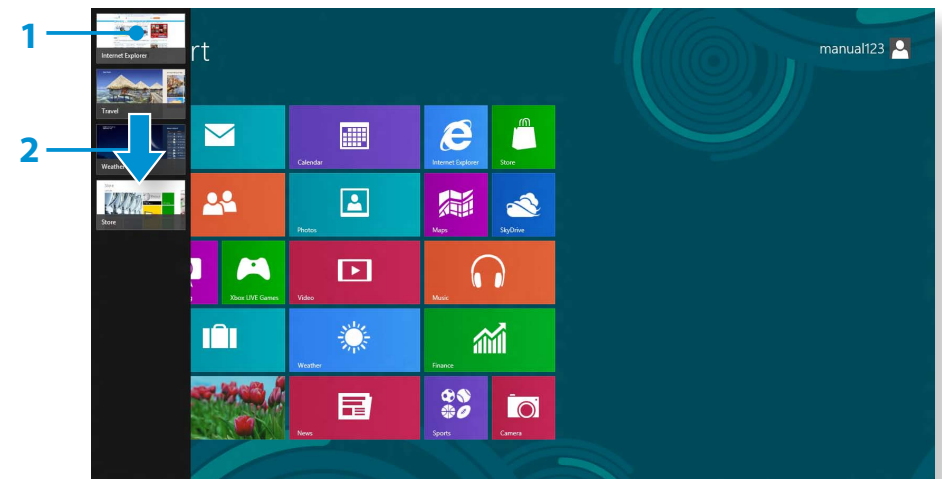 1
Internet Explorer
Travel
2
Weather
Store
Store
rt
manual123
Calendar
Internet Explorer
Store
Photos
Maps
SkyDrive
g
Xbox LIVE Games
Video
Music
Weather
Finance
News
Sports
Camera